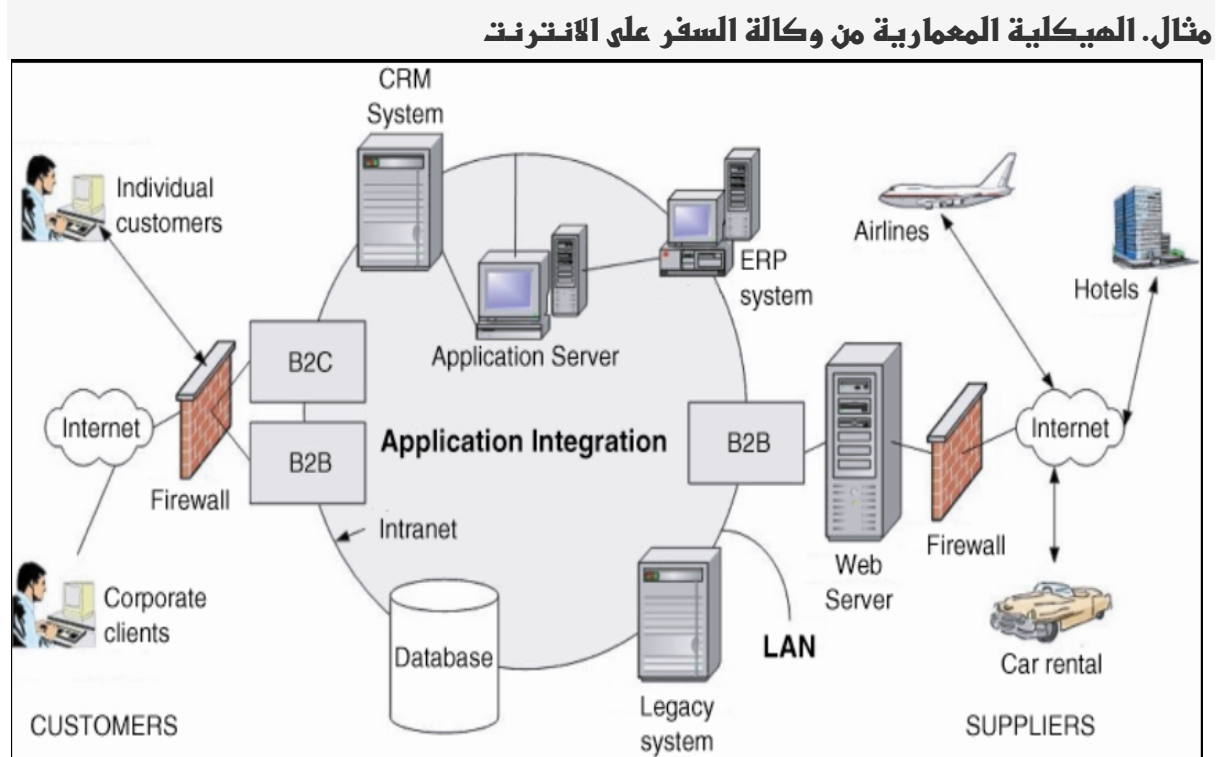 مثال. الهيكلية المعمارية من وكالة السفر على الانترنت
CRM
System
Individual
customers
Airlines
Hotels
ERP
system
Application Server
B2C
Internet
Application Integration
B2B
Internet
B2B
Firewall
Intranet
Firewall
Web
Server
Corporate
clients
Database
LAN
Car rental
Legacy
system
CUSTOMERS
SUPPLIERS